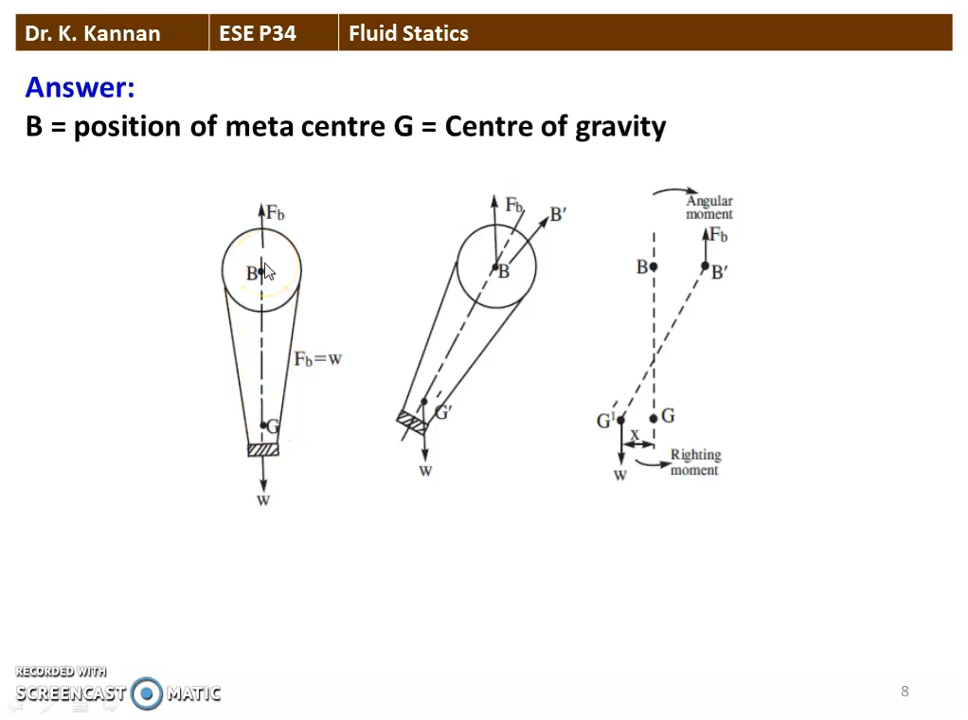 Dr. K. Kannan ESE P34 Fluid Statics
Answer:
B = position of meta centre G = Centre of gravity
Fb
B
Fb=w
G
w
Fb
B'
B
G'
w
Angular
moment
Fb
B
B'
G'
G
x
Righting
moment
w
RECORDED WITH
SCREENCAST MATIC
8